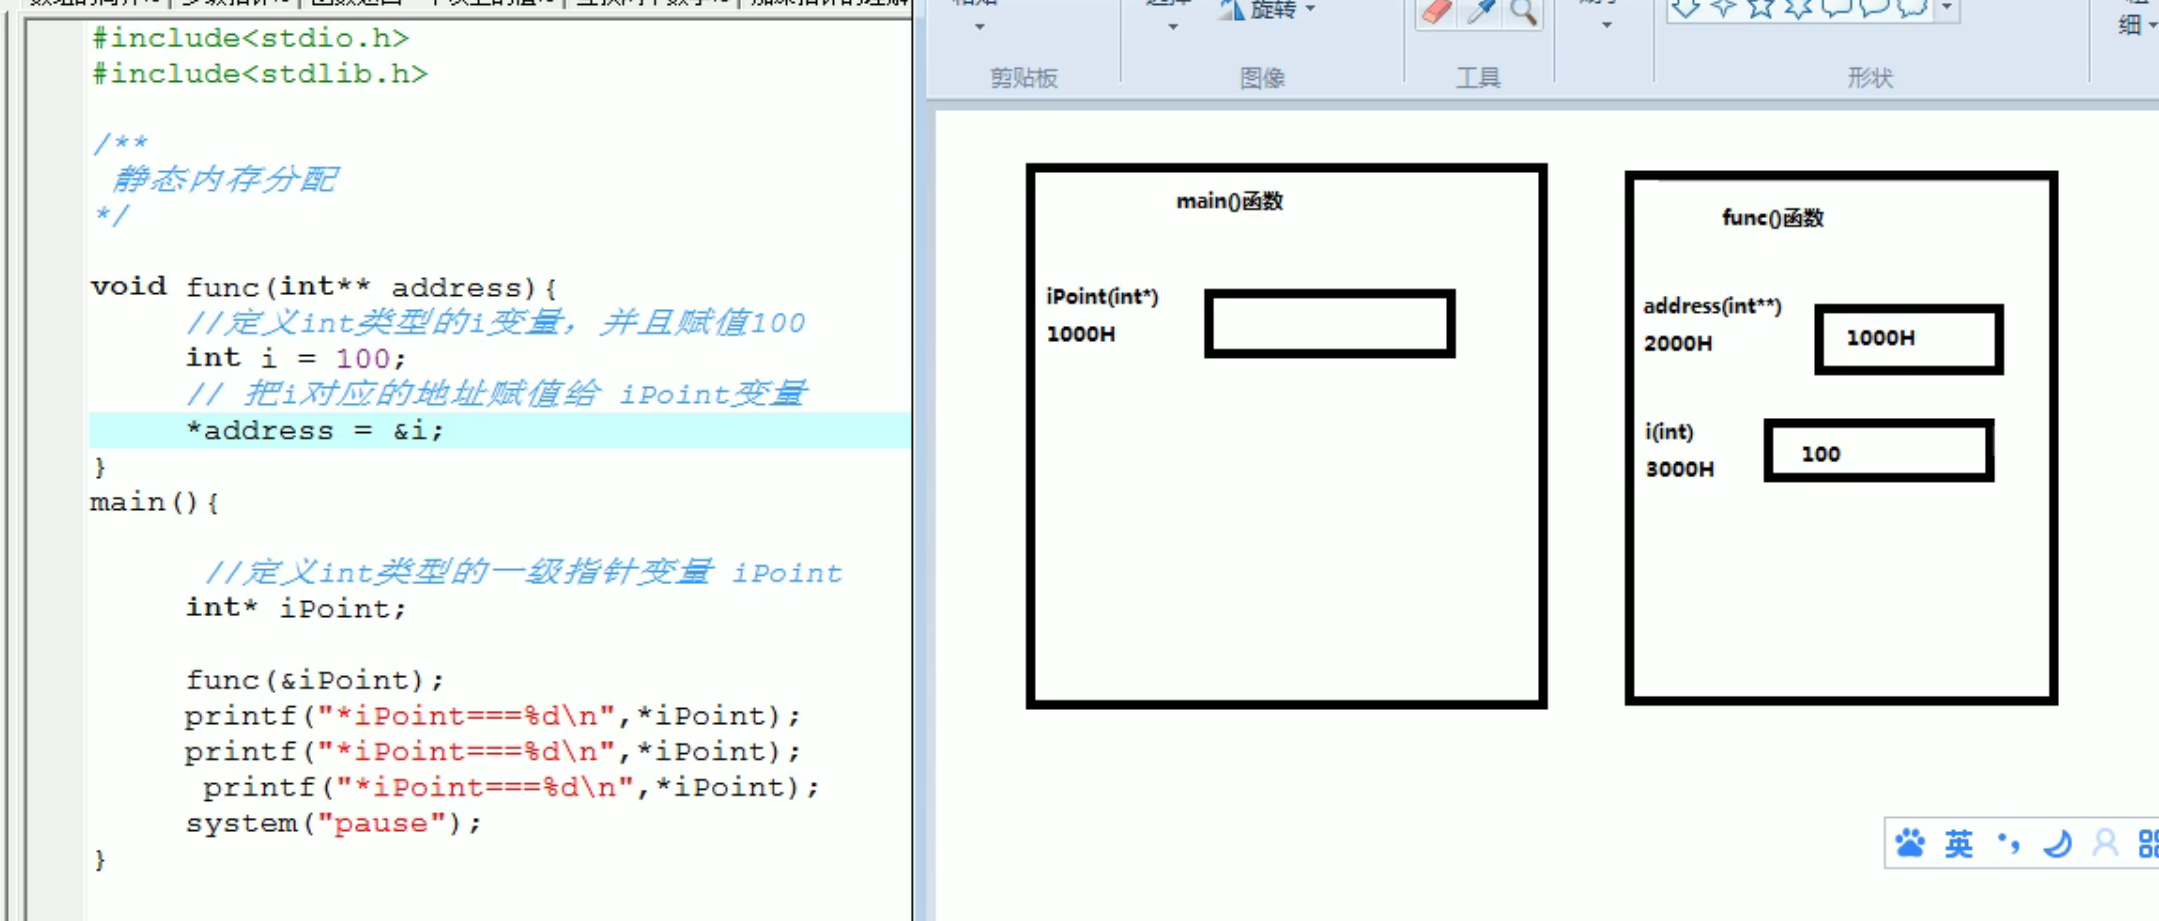 #include<stdio.h>
#include<stdlib.h>
/**
静态内存分配
*/
void func(int** address){
//定义int类型的i变量，并且赋值100
int i = 100;
// 把i对应的地址赋值给 iPoint变量
*address = &i;
}
main(){
//定义int类型的一级指针变量 iPoint
int* iPoint;
func(&iPoint);
printf("*iPoint===%d\n",*iPoint);
printf("*iPoint===%d\n",*iPoint);
printf("*iPoint===%d\n",*iPoint);
system("pause");
}
旋转
细
剪贴板
图像
工具
形状
main()函数
iPoint(int*)
1000H
func()函数
address(int**)
2000H
1000H
i(int)
3000H
100
英